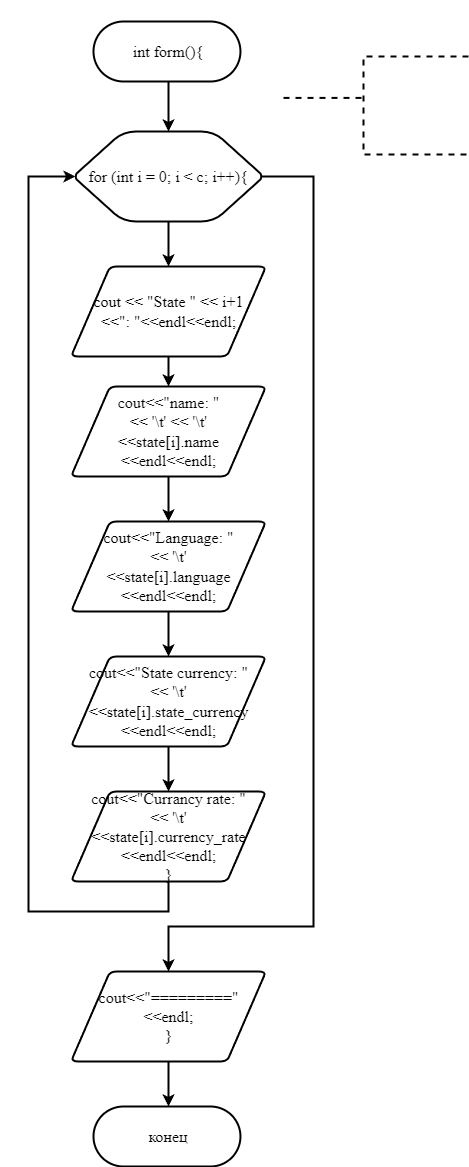 int form(){
for (int i = 0; i < c; i++){
cout << "State " << i+1
<<": "<<endl<<endl;
cout<<"name: "
<< '\t' << '\t'
<<state[i].name
<<endl<<endl;
cout<<"Language: "
<< '\t'
<<state[i].language
<<endl<<endl;
cout<<"State currency: "
<< '\t'
<<state[i].state_currency
<<endl<<endl;
cout<<"Currancy rate: "
<< '\t'
<<state[i].currency_rate
<<endl<<endl;
}
cout<<"========="
<<endl;
}
конец